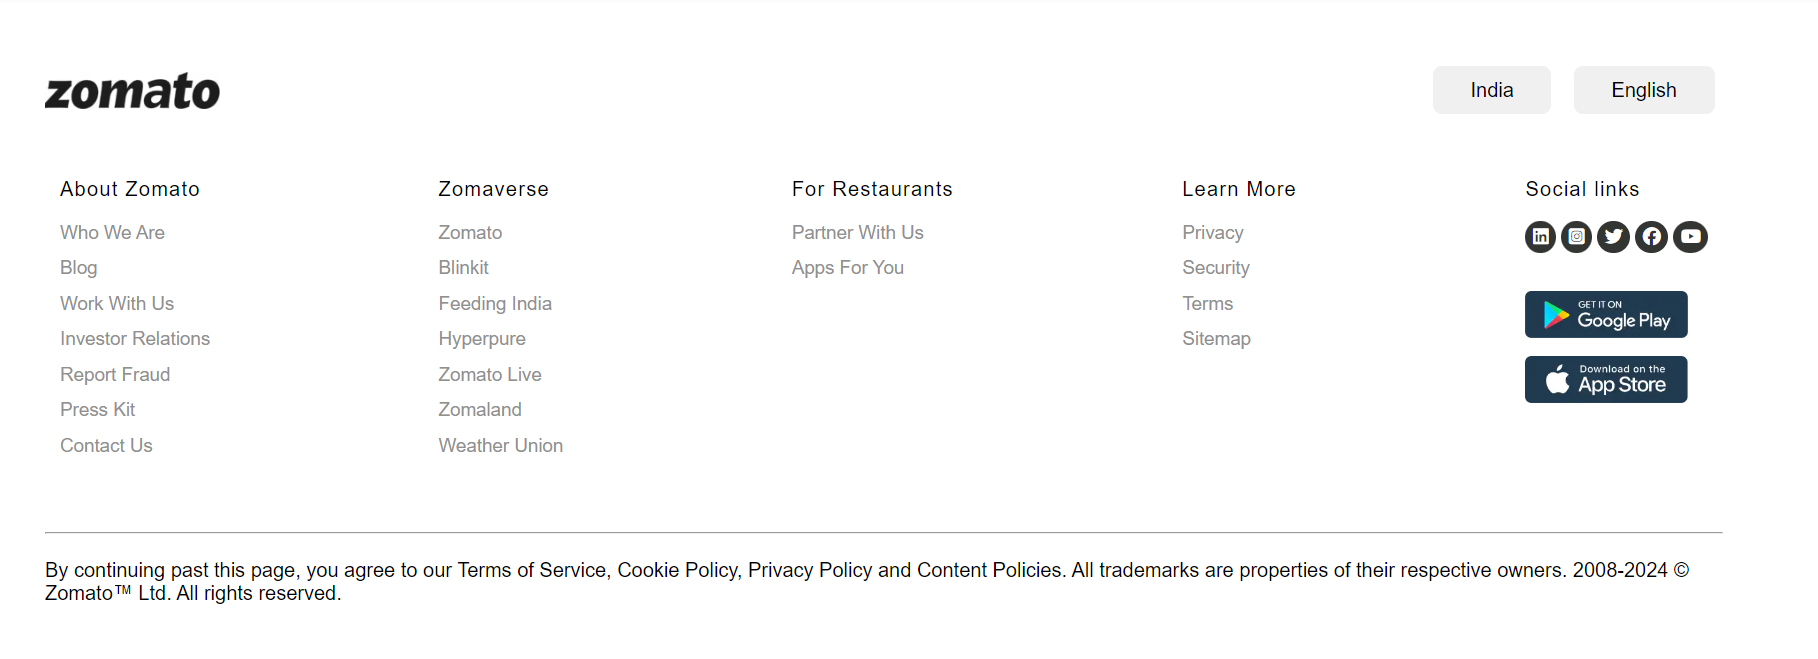 zomato
India
English
About Zomato
Who We Are
Blog
Work With Us
Investor Relations
Report Fraud
Press Kit
Contact Us
Zomaverse
Zomato
Blinkit
Feeding India
Hyperpure
Zomato Live
Zomaland
Weather Union
For Restaurants
Partner With Us
Apps For You
Learn More
Privacy
Security
Terms
Sitemap
Social links
in
GET IT ON
Google Play
Download on the
App Store
By continuing past this page, you agree to our Terms of Service, Cookie Policy, Privacy Policy and Content Policies. All trademarks are properties of their respective owners. 2008-2024 ©
Zomato™ Ltd. All rights reserved.